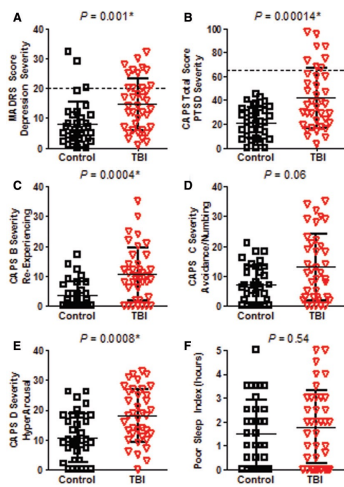 A
P = 0.001*
MADRS Score
Depression Severity
40
30
20
10
0
Control
TBI
B
P = 0.00014*
CAPS Total Score
PTSD Severity
100
80
60
40
20
0
Control
TBI
C
P = 0.0004*
CAPS B Severity
Re-Experiencing
40
30
20
10
0
Control
TBI
D
P = 0.06
CAPS C Severity
Avoidance/Numbing
40
30
20
10
0
Control
TBI
E
P = 0.0008*
CAPS D Severity
HyperArousal
40
30
20
10
0
Control
TBI
F
P = 0.54
Poor Sleep Index (hours)
5
4
3
2
1
0
Control
TBI